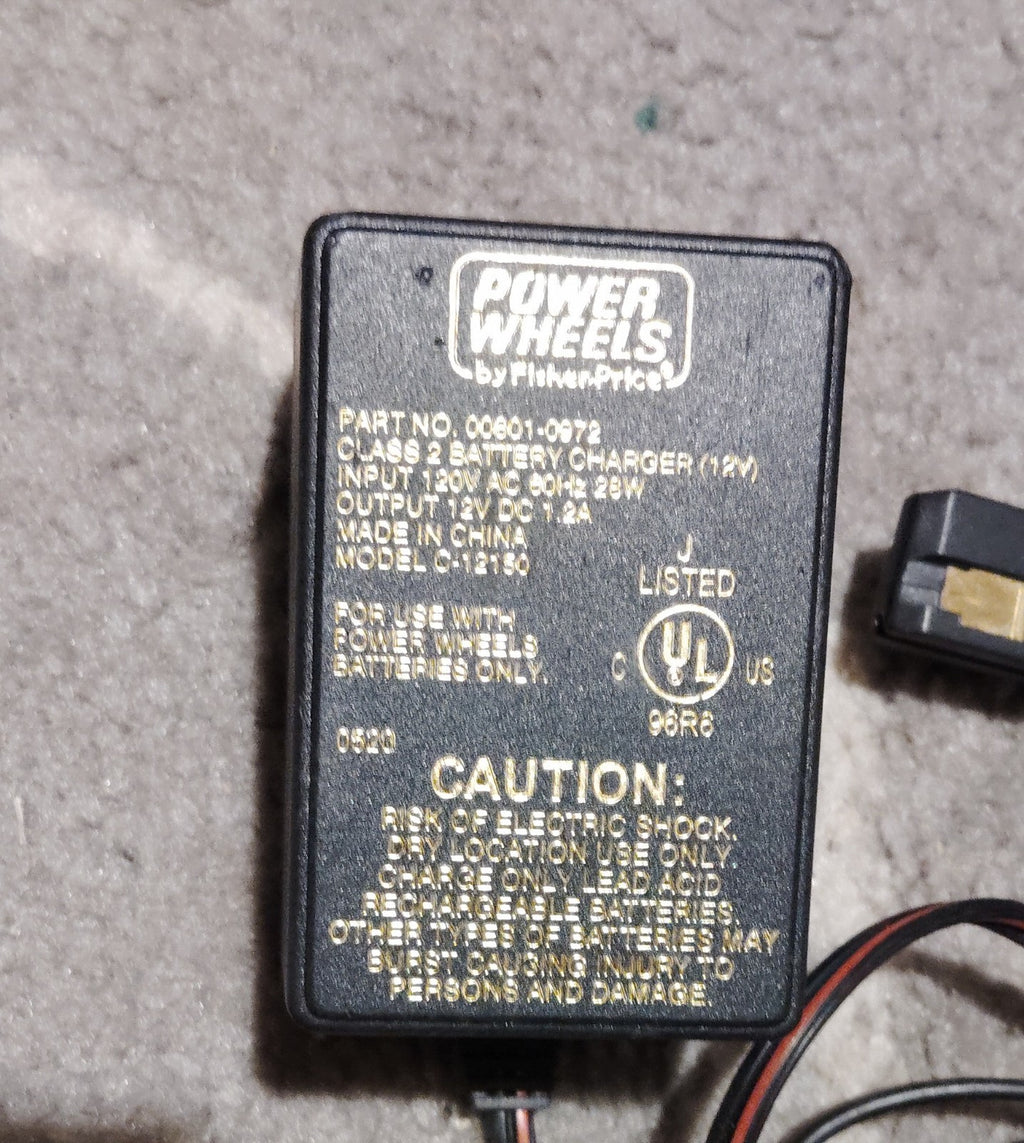 POWER
WHEELS
by Fisher-Price®
PART NO. 00801-0972
CLASS 2 BATTERY CHARGER (12V)
INPUT 120V AC 60Hz 28W
OUTPUT 12V DC 1.2A
MADE IN CHINA
MODEL C-12150
J
LISTED
FOR USE WITH
POWER WHEELS
BATTERIES ONLY.
C UL US
96R6
CAUTION:
RISK OF ELECTRIC SHOCK.
DRY LOCATION USE ONLY.
CHARGE ONLY LEAD ACID
RECHARGEABLE BATTERIES.
OTHER TYPES OF BATTERIES MAY
BURST CAUSING INJURY TO
PERSONS AND DAMAGE.